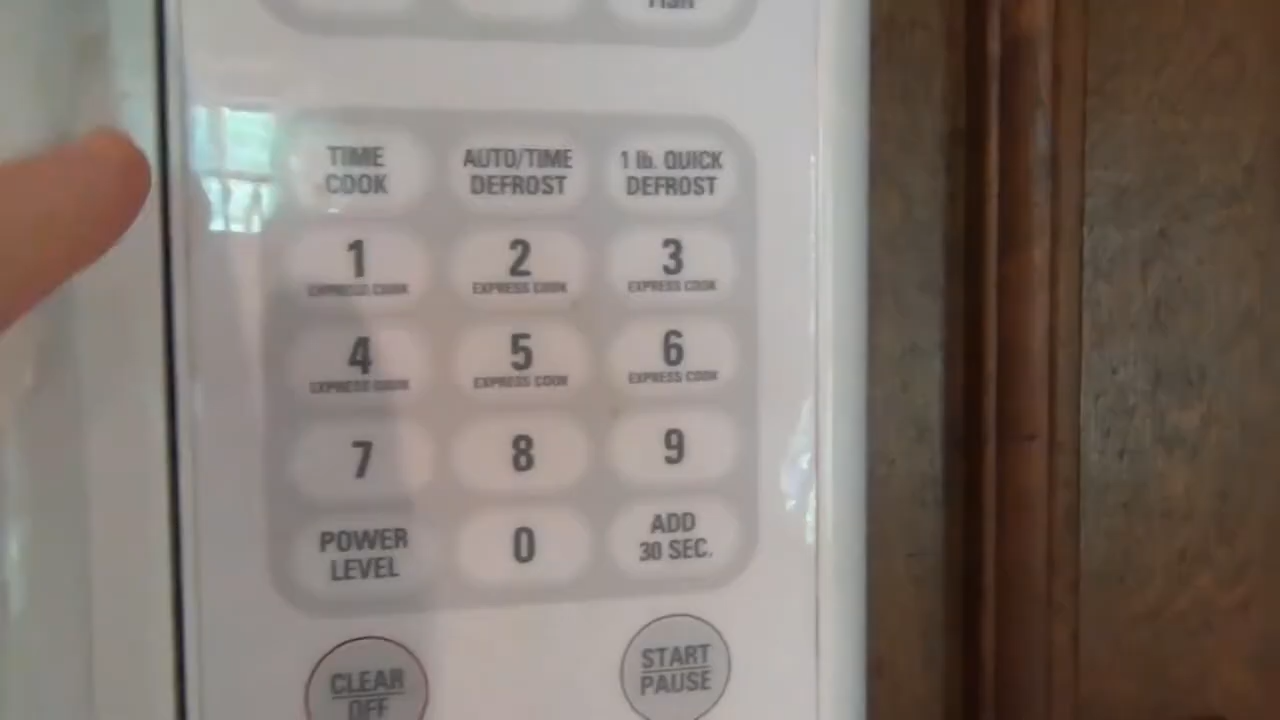 FISH
TIME
COOK
AUTO/TIME
DEFROST
1 lb. QUICK
DEFROST
1
EXPRESS COOK
2
EXPRESS COOK
3
EXPRESS COOK
4
EXPRESS COOK
5
EXPRESS COOK
6
EXPRESS COOK
7
8
9
POWER
LEVEL
0
ADD
30 SEC.
CLEAR
OFF
START
PAUSE